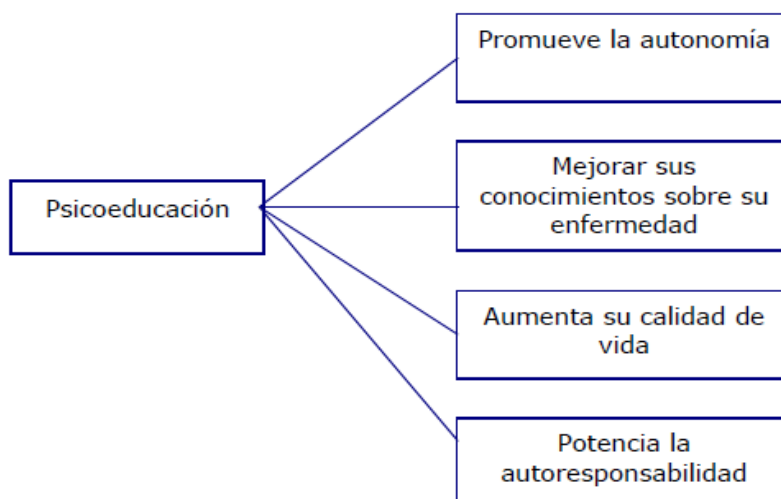 Promueve la autonomía
Psicoeducación
Mejorar sus
conocimientos sobre su
enfermedad
Aumenta su calidad de
vida
Potencia la
autoresponsabilidad